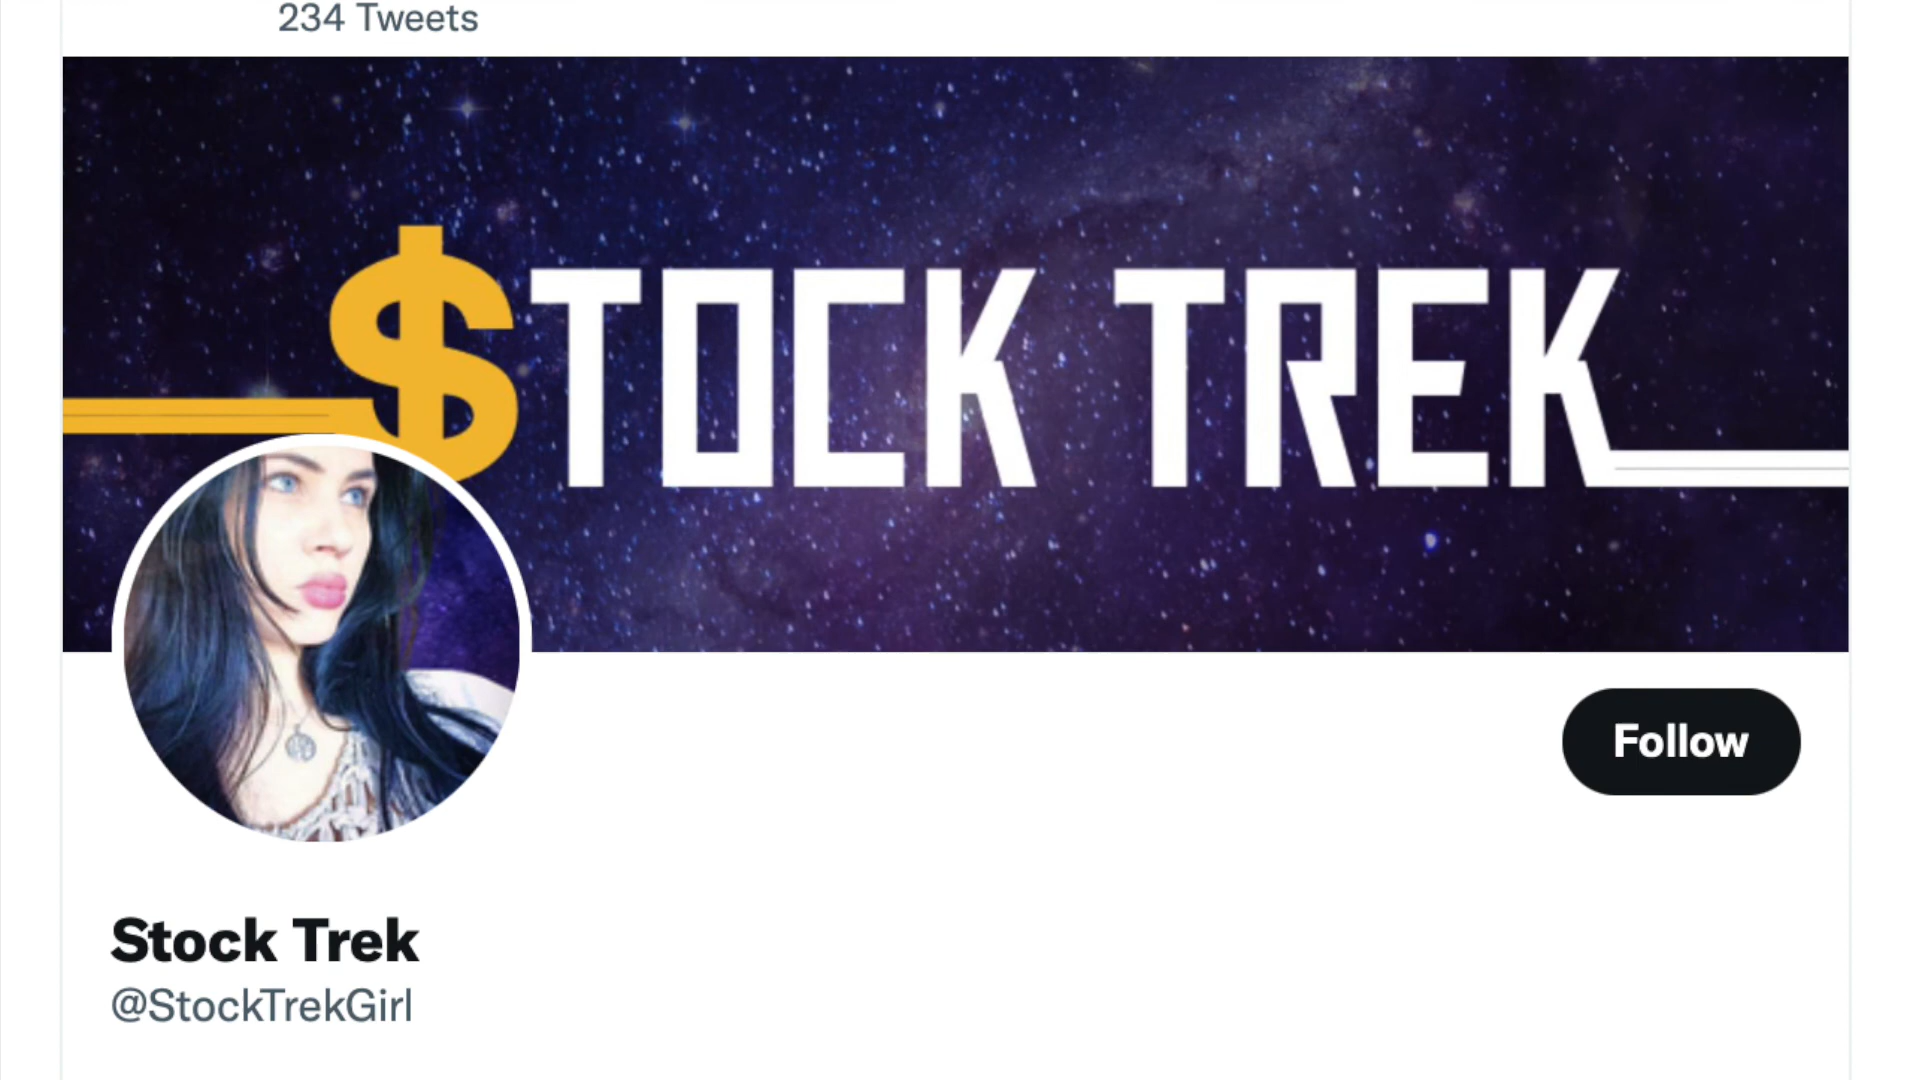 234 Tweets
$TOCK TREK
Follow
Stock Trek
@StockTrekGirl